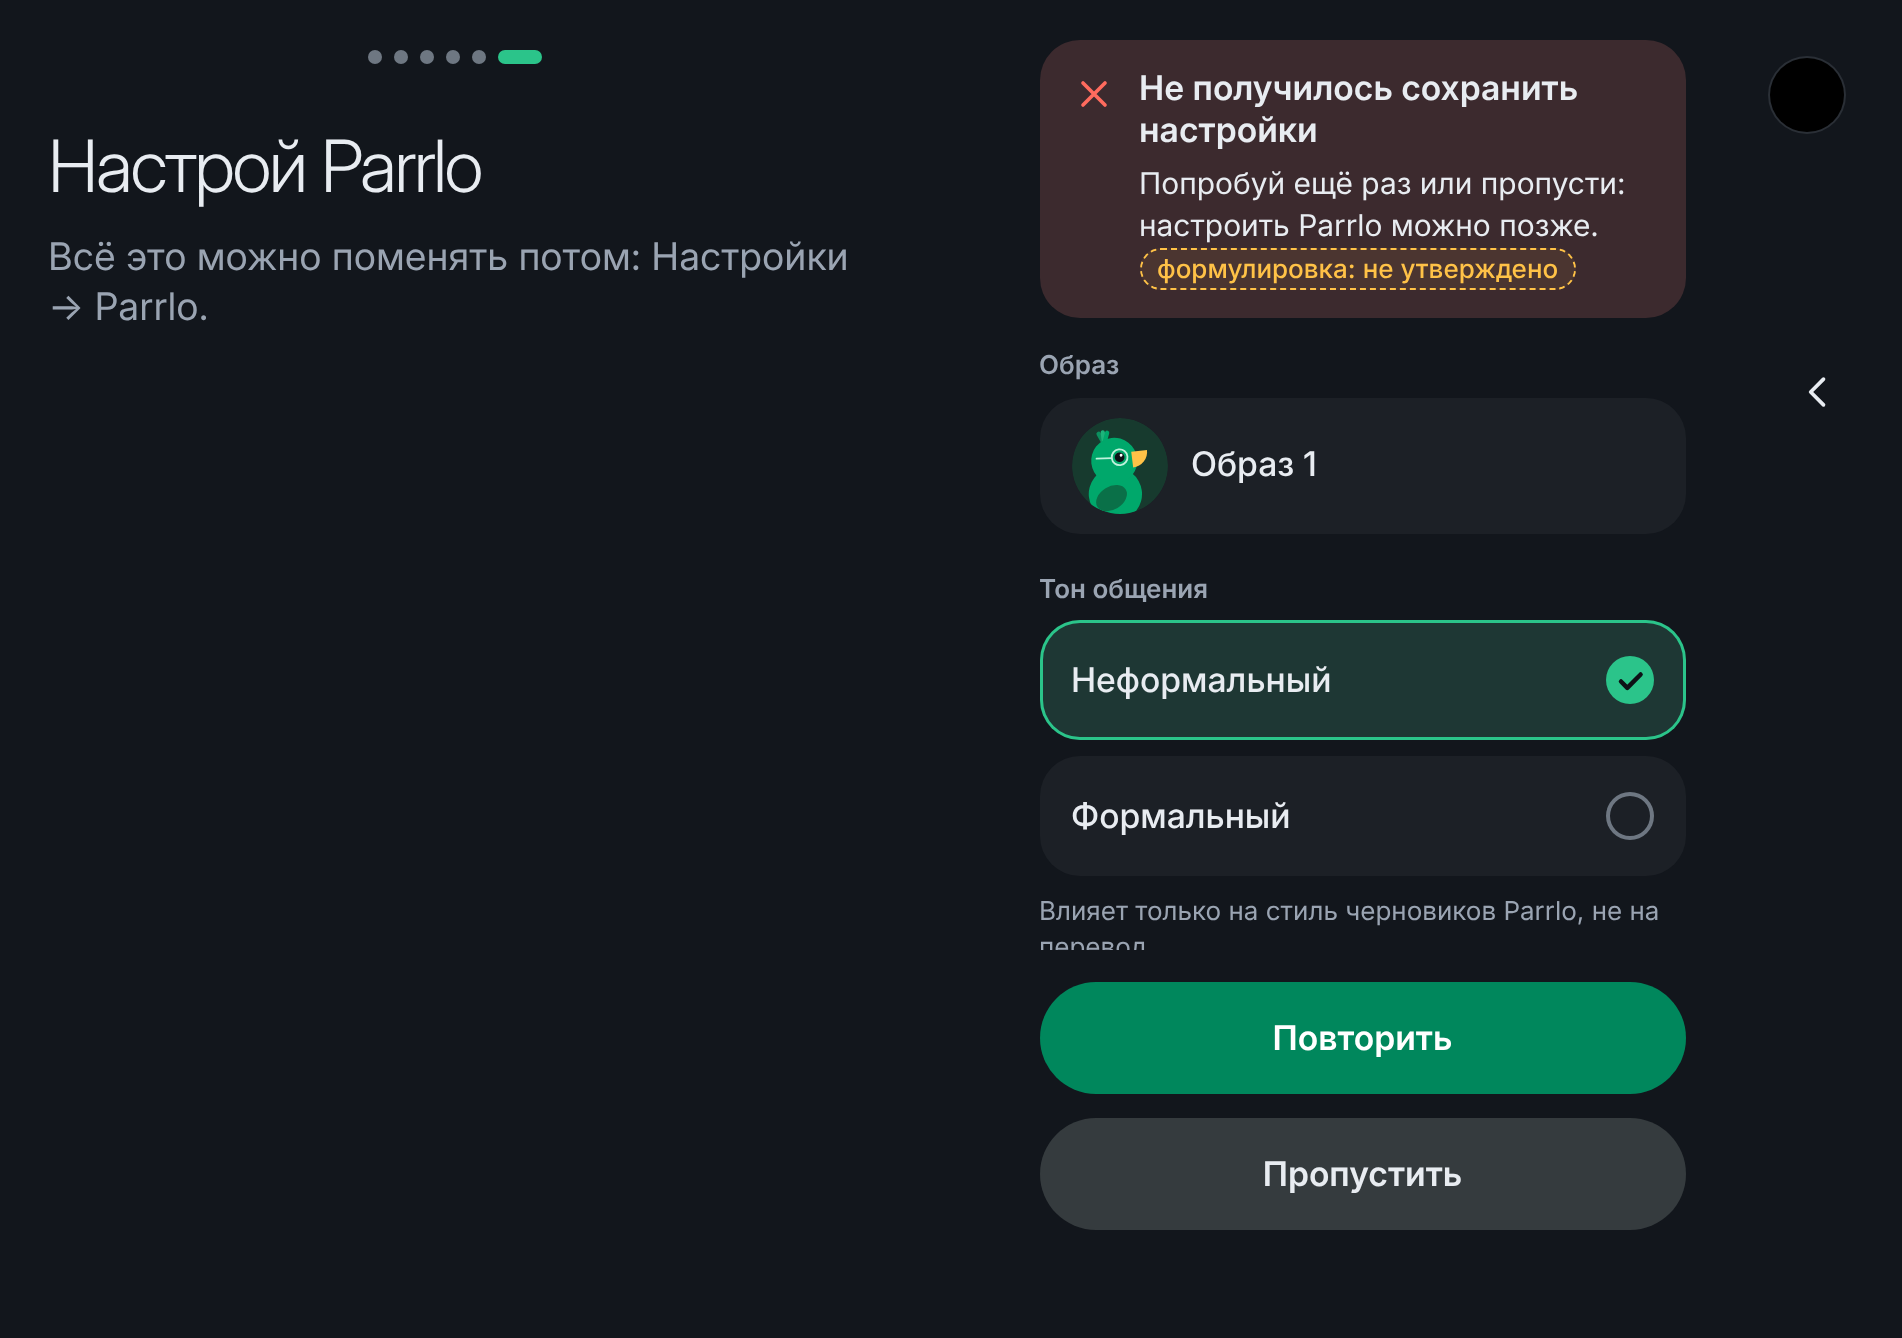 Настрой Parrlo
Всё это можно поменять потом: Настройки
→ Parrlo.
Не получилось сохранить
настройки
Попробуй ещё раз или пропусти:
настроить Parrlo можно позже.
формулировка: не утверждено
Образ
Образ 1
Тон общения
Неформальный
Формальный
Влияет только на стиль черновиков Parrlo, не на
перевод
Повторить
Пропустить